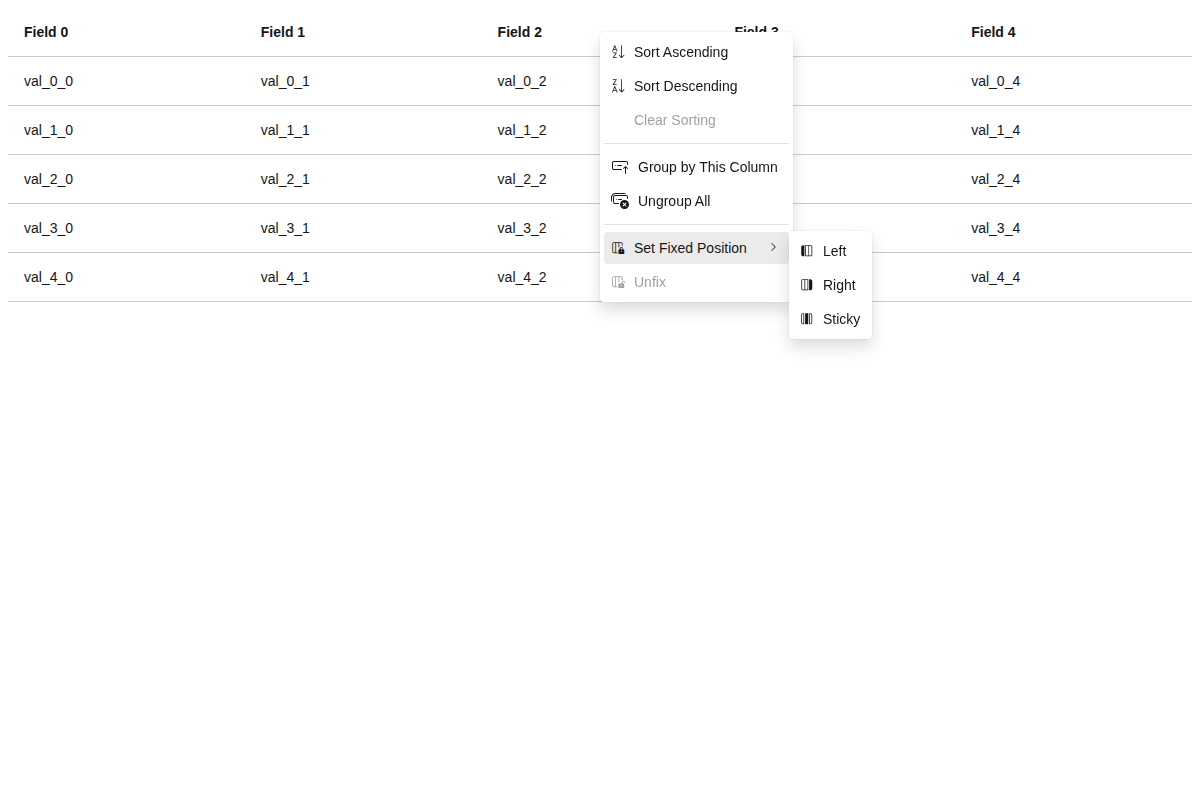 Field 0 Field 1 Field 2 Field 3 Field 4
val_0_0 val_0_1 val_0_2 val_0_4
val_1_0 val_1_1 val_1_2 val_1_4
val_2_0 val_2_1 val_2_2 val_2_4
val_3_0 val_3_1 val_3_2 val_3_4
val_4_0 val_4_1 val_4_2 val_4_4
Sort Ascending
Sort Descending
Clear Sorting
Group by This Column
Ungroup All
Set Fixed Position
Unfix
Left
Right
Sticky